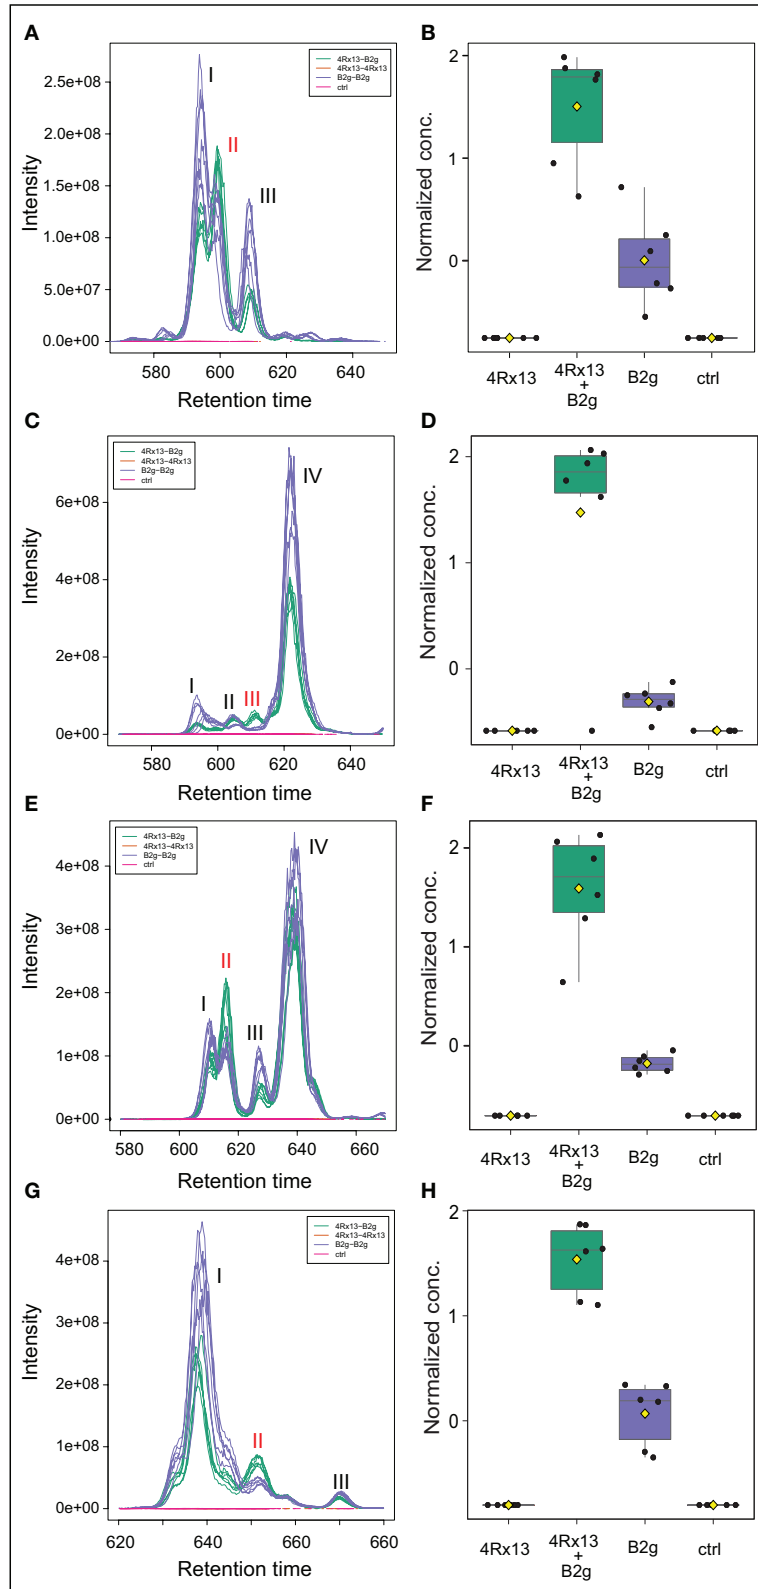 A
Intensity
2.5e+08
2.0e+08
1.5e+08
1.0e+08
5.0e+07
0.0e+00
I
II
III
4Rx13−B2g
4Rx13−4Rx13
B2g−B2g
ctrl
580
600
620
640
Retention time
B
Normalized conc.
2
1
0
4Rx13
4Rx13
+
B2g
B2g
ctrl
C
Intensity
6e+08
4e+08
2e+08
0e+00
4Rx13−B2g
4Rx13−4Rx13
B2g−B2g
ctrl
I
II
III
IV
580
600
620
640
Retention time
D
Normalized conc.
2
1
0
4Rx13
4Rx13
+
B2g
B2g
ctrl
E
Intensity
4e+08
3e+08
2e+08
1e+08
0e+00
4Rx13−B2g
4Rx13−4Rx13
B2g−B2g
ctrl
I
II
III
IV
580
600
620
640
660
Retention time
F
Normalized conc.
2
1
0
4Rx13
4Rx13
+
B2g
B2g
ctrl
G
Intensity
4e+08
3e+08
2e+08
1e+08
0e+00
I
II
III
4Rx13−B2g
4Rx13−4Rx13
B2g−B2g
ctrl
620
640
660
660
Retention time
H
Normalized conc.
2
1
0
4Rx13
4Rx13
+
B2g
B2g
ctrl